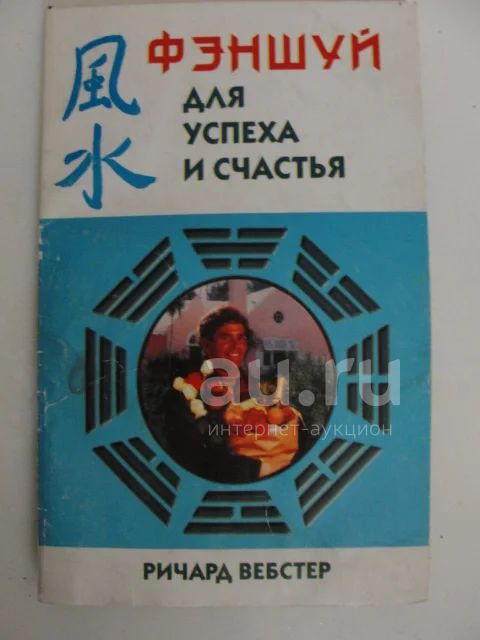 風水
ФЭНШУЙ
ДЛЯ
УСПЕХА
И СЧАСТЬЯ
au.ru
интернет-аукцион
РИЧАРД ВЕБСТЕР